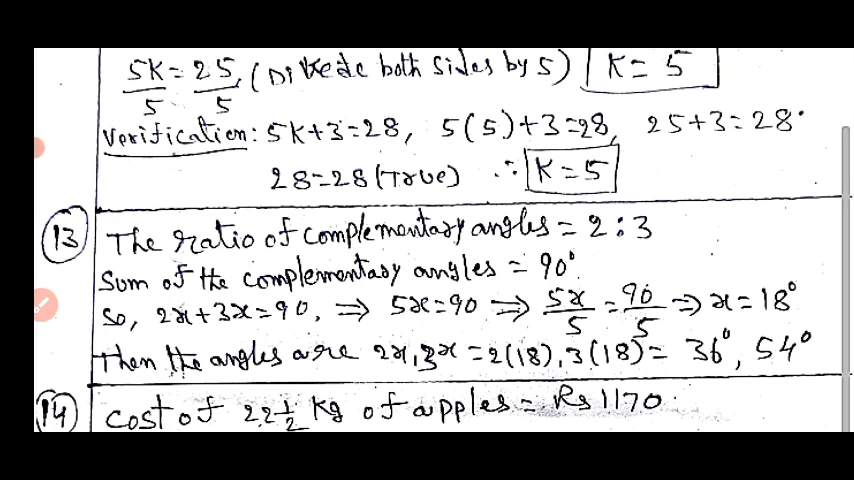 5K/5 = 25/5, (Divide both sides by 5) K = 5
Verification: 5K+3=28, 5(5)+3=28, 25+3=28.
28=28 (True) ∴ K=5
13 The ratio of complementary angles = 2:3
Sum of the complementary angles = 90°.
So, 2x+3x=90, ⇒ 5x=90 ⇒ 5x/5 = 90/5 ⇒ x=18°
Then the angles are 2x,3x = 2(18), 3(18) = 36°, 54°
14 Cost of 22 1/2 Kg of apples = Rs 1170.